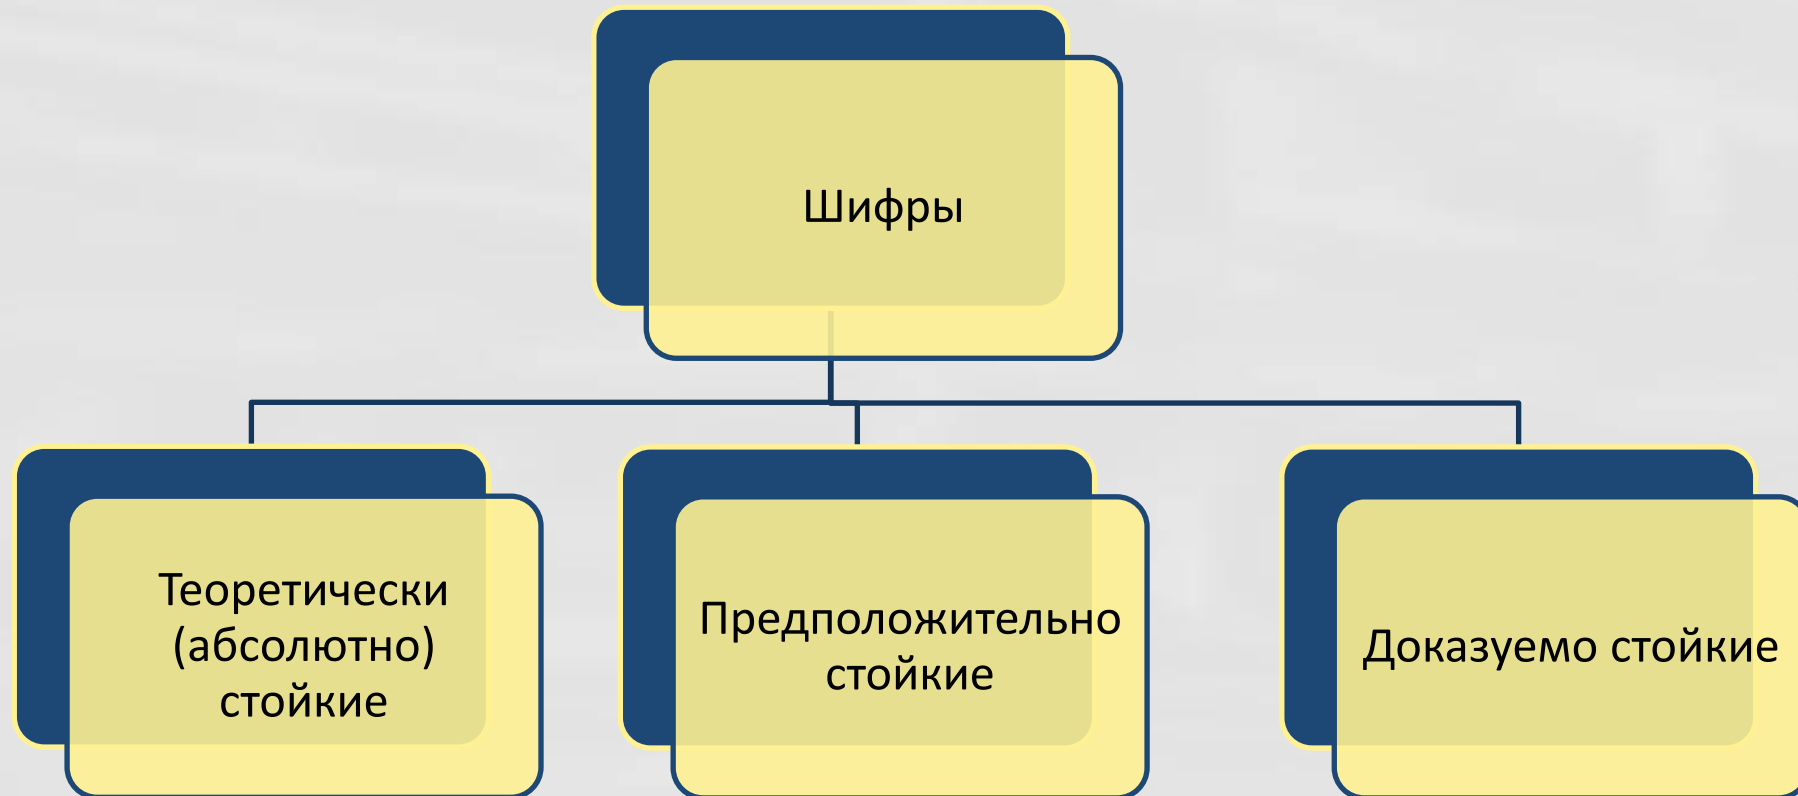 Шифры
Теоретически
(абсолютно)
стойкие
Предположительно
стойкие
Доказуемо стойкие